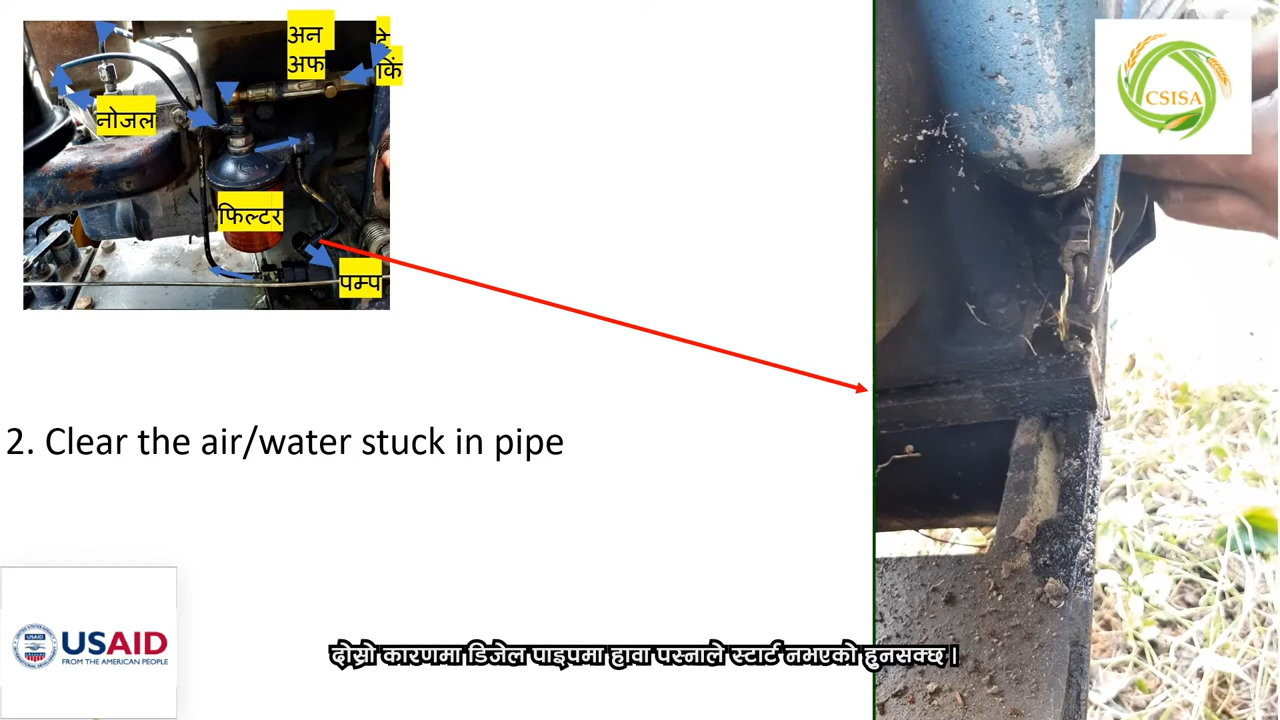 अन
अफ
टे
किं
नोजल
फिल्टर
पम्प
CSISA
2. Clear the air/water stuck in pipe
USAID
FROM THE AMERICAN PEOPLE
दोस्रो कारणमा डिजेल पाइपमा हावा पस्नाले स्टार्ट नभएको हुनसक्छ ।